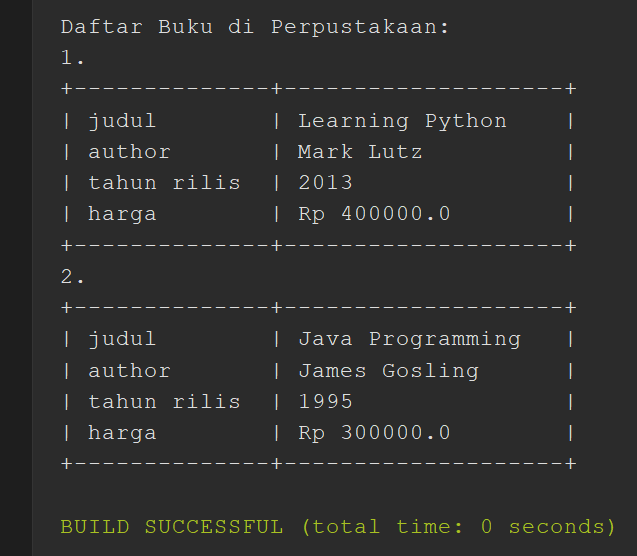 Daftar Buku di Perpustakaan:
1.
+--------------+--------------------+
| judul        | Learning Python    |
| author       | Mark Lutz          |
| tahun rilis  | 2013               |
| harga        | Rp 400000.0        |
+--------------+--------------------+
2.
+--------------+--------------------+
| judul        | Java Programming   |
| author       | James Gosling      |
| tahun rilis  | 1995               |
| harga        | Rp 300000.0        |
+--------------+--------------------+
BUILD SUCCESSFUL (total time: 0 seconds)